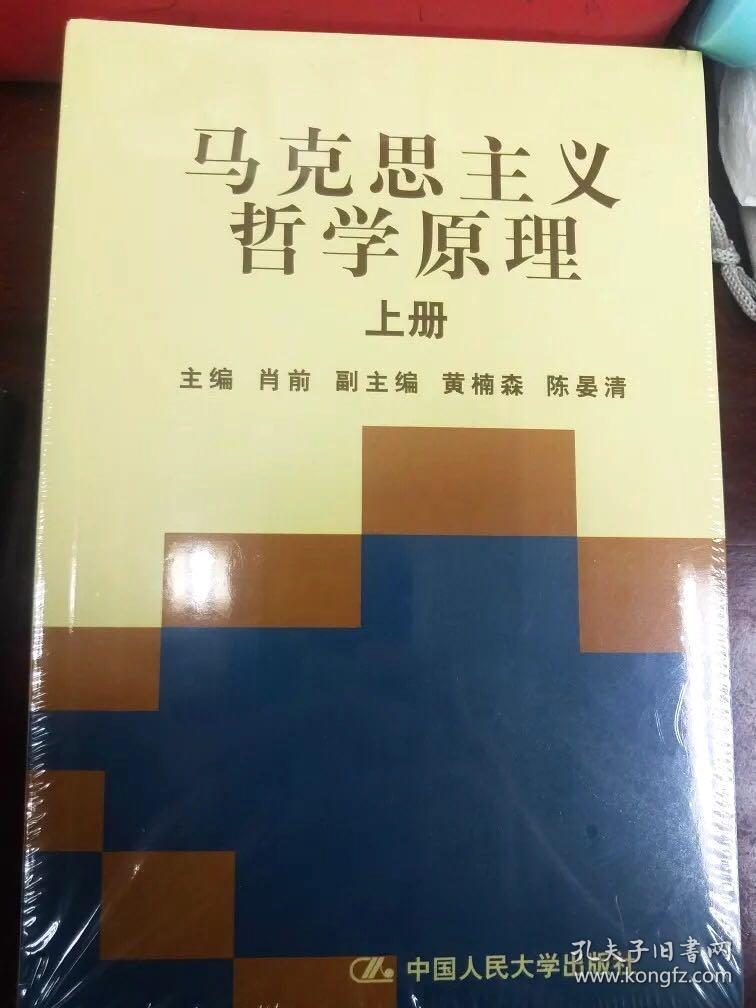 马克思主义
哲学原理
上册
主编 肖前 副主编 黄楠森 陈晏清
中国人民大学出版社
孔夫子旧書网
www.kongfz.com